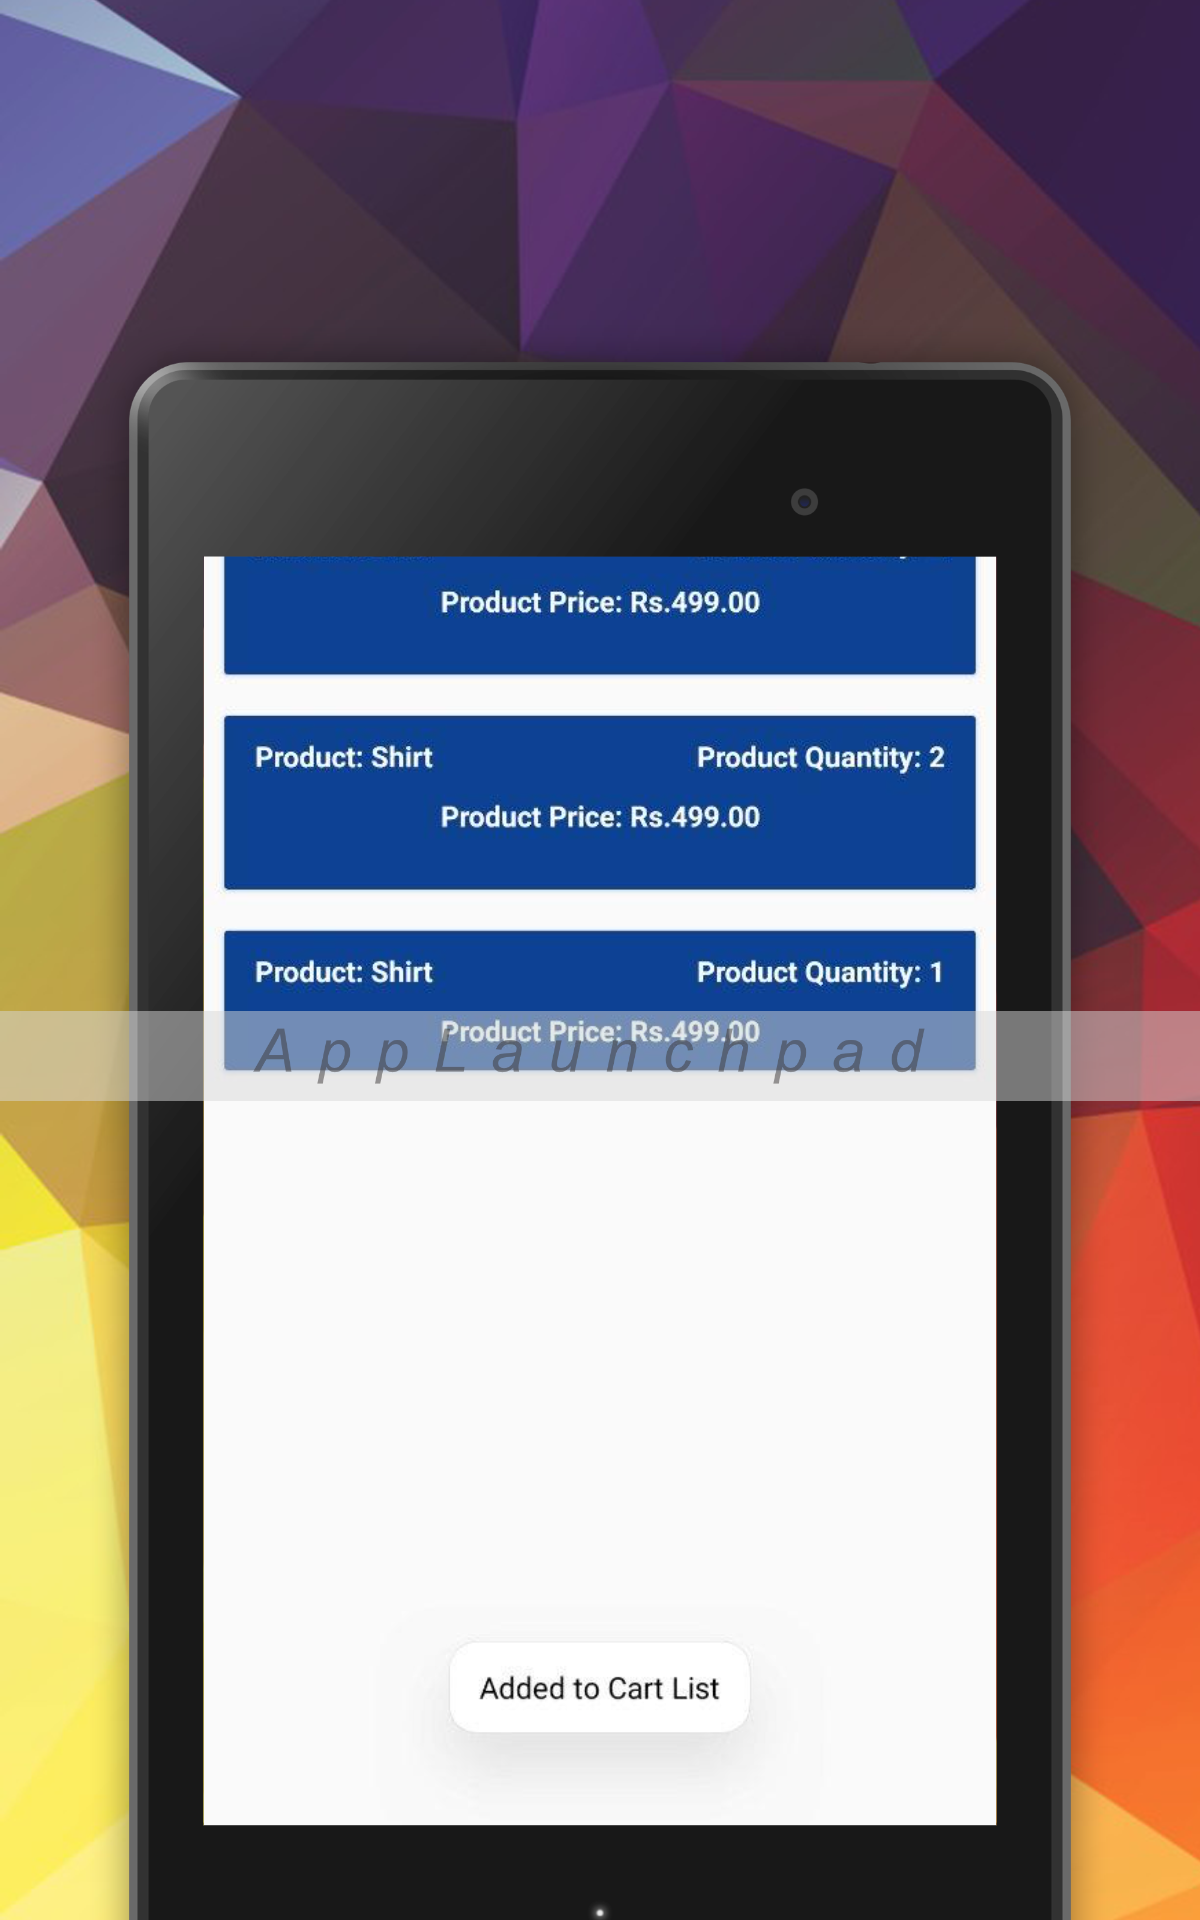 Product Price: Rs.499.00
Product: Shirt Product Quantity: 2
Product Price: Rs.499.00
Product: Shirt Product Quantity: 1
Product Price: Rs.499.00
AppLaunchpad
Added to Cart List